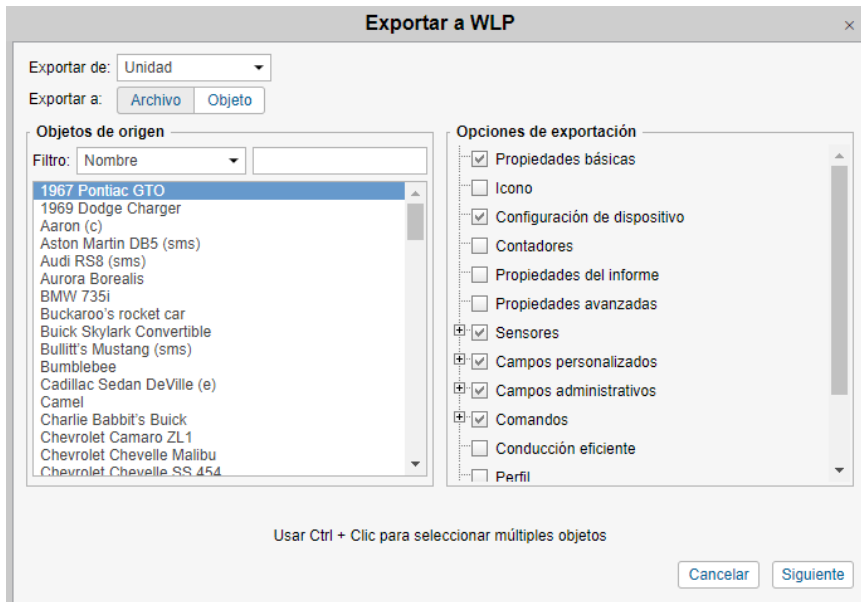 Exportar a WLP
×
Exportar de: Unidad
Exportar a: Archivo Objeto
Objetos de origen
Filtro: Nombre
1967 Pontiac GTO
1969 Dodge Charger
Aaron (c)
Aston Martin DB5 (sms)
Audi RS8 (sms)
Aurora Borealis
BMW 735i
Buckaroo's rocket car
Buick Skylark Convertible
Bullitt's Mustang (sms)
Bumblebee
Cadillac Sedan DeVille (e)
Camel
Charlie Babbit's Buick
Chevrolet Camaro ZL1
Chevrolet Chevelle Malibu
Chevrolet Chevelle SS 454
Opciones de exportación
Propiedades básicas
Icono
Configuración de dispositivo
Contadores
Propiedades del informe
Propiedades avanzadas
Sensores
Campos personalizados
Campos administrativos
Comandos
Conducción eficiente
Perfil
Usar Ctrl + Clic para seleccionar múltiples objetos
Cancelar Siguiente